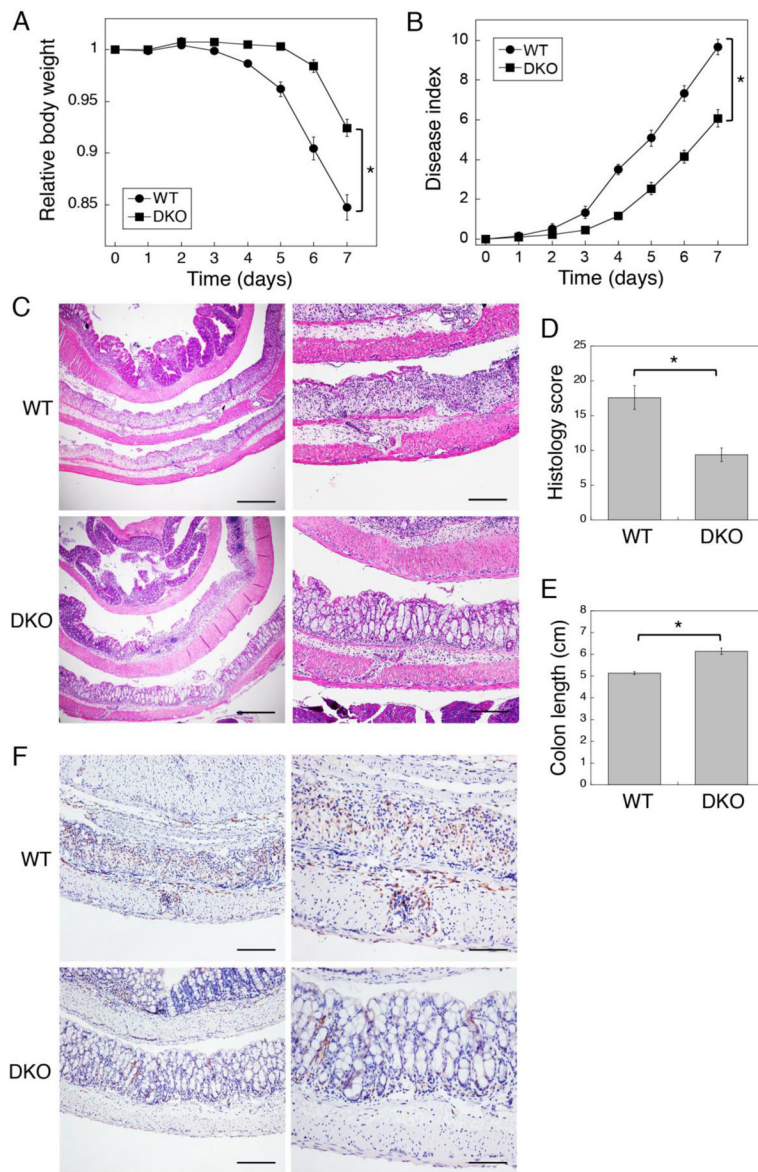 A
Relative body weight
1
0.95
0.9
0.85
WT
DKO
*
0 1 2 3 4 5 6 7
Time (days)
B
Disease index
10
8
6
4
2
0
WT
DKO
*
0 1 2 3 4 5 6 7
Time (days)
C
WT
DKO
D
Histology score
25
20
15
10
5
0
*
WT DKO
E
Colon length (cm)
8
7
6
5
4
3
2
1
0
*
WT DKO
F
WT
DKO